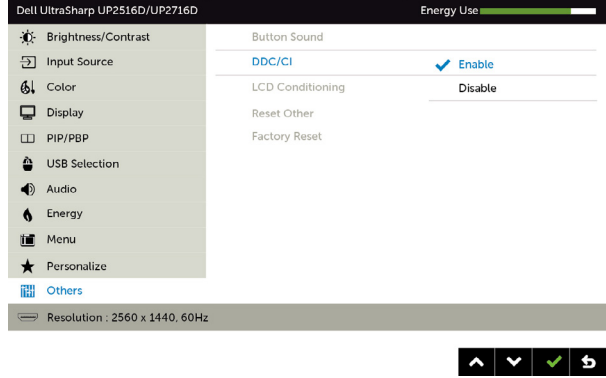 Dell UltraSharp UP2516D/UP2716D
Energy Use
Brightness/Contrast
Input Source
Color
Display
PIP/PBP
USB Selection
Audio
Energy
Menu
Personalize
Others
Button Sound
DDC/CI
LCD Conditioning
Reset Other
Factory Reset
Enable
Disable
Resolution : 2560 x 1440, 60Hz